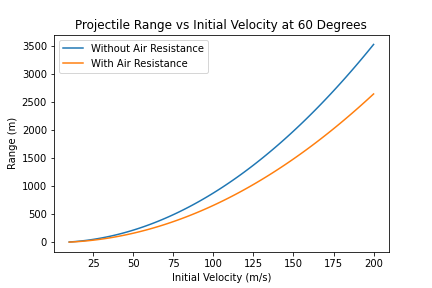 Projectile Range vs Initial Velocity at 60 Degrees
Without Air Resistance
With Air Resistance
3500
3000
2500
2000
1500
1000
500
0
Range (m)
25 50 75 100 125 150 175 200
Initial Velocity (m/s)